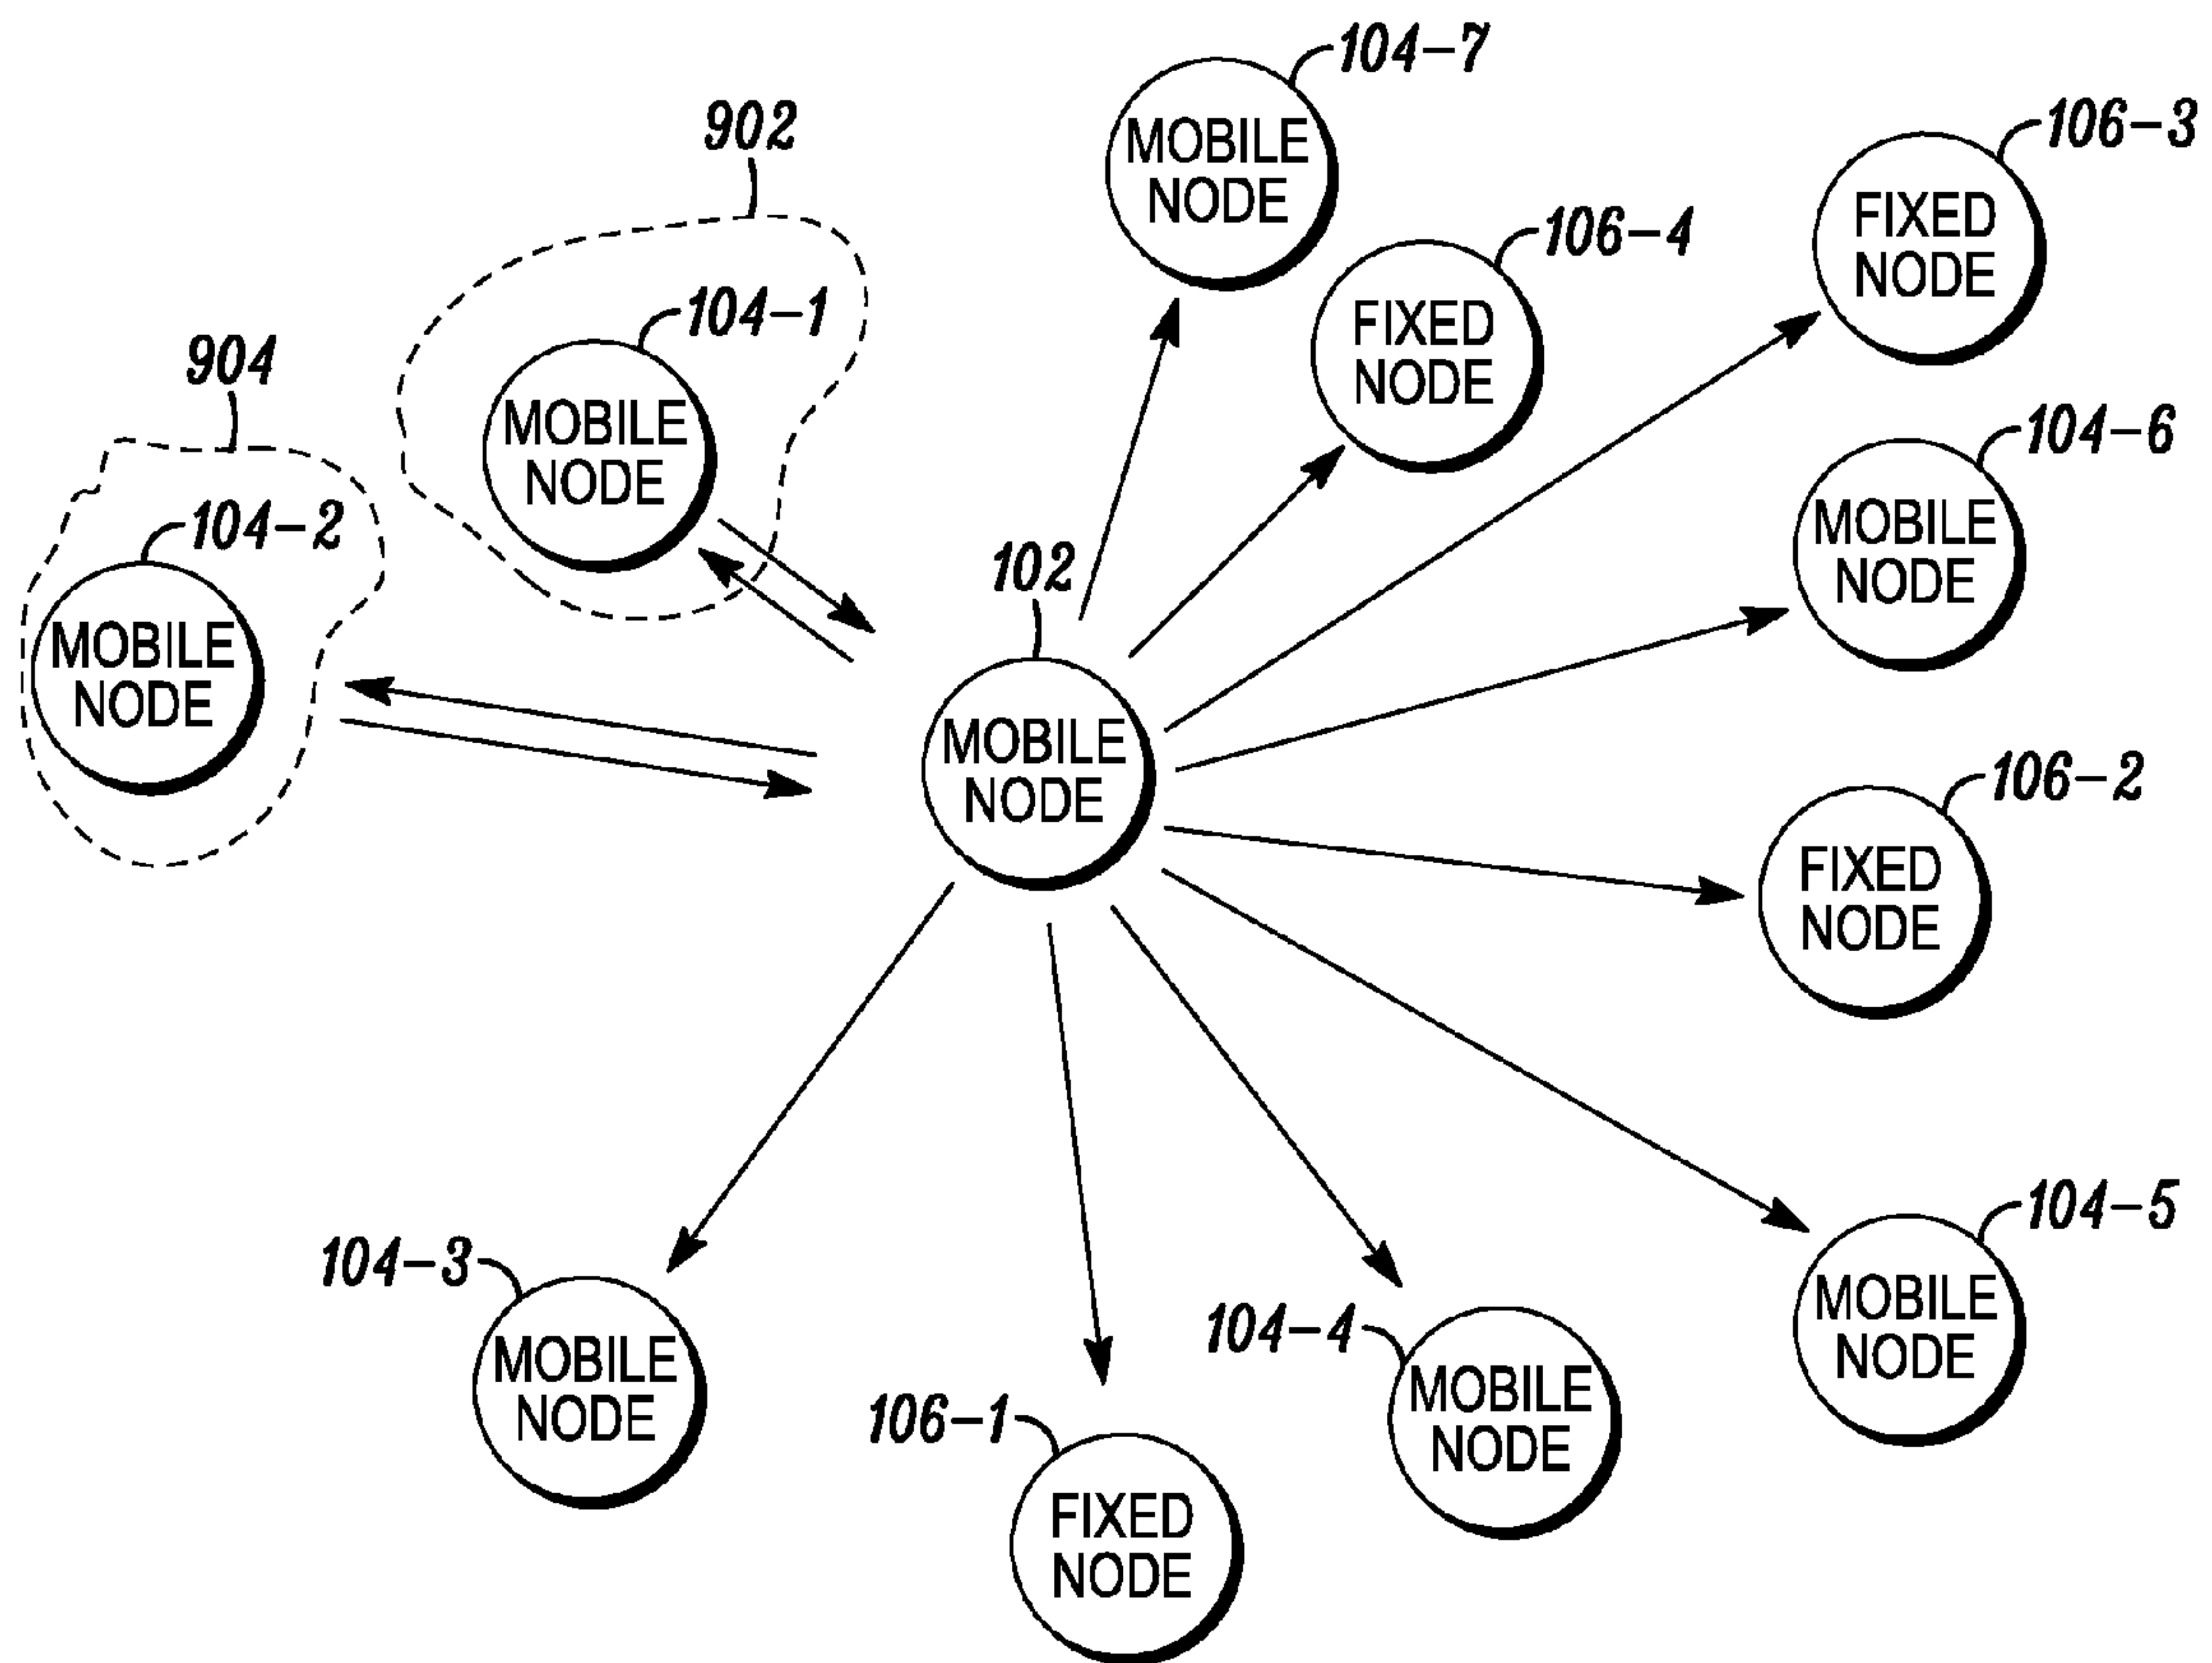 104-7
MOBILE
NODE
902
106-3
FIXED
NODE
106-4
FIXED
NODE
104-1
MOBILE
NODE
904
104-6
MOBILE
NODE
104-2
MOBILE
NODE
102
MOBILE
NODE
106-2
FIXED
NODE
104-5
MOBILE
NODE
104-3
MOBILE
NODE
104-4
MOBILE
NODE
106-1
FIXED
NODE